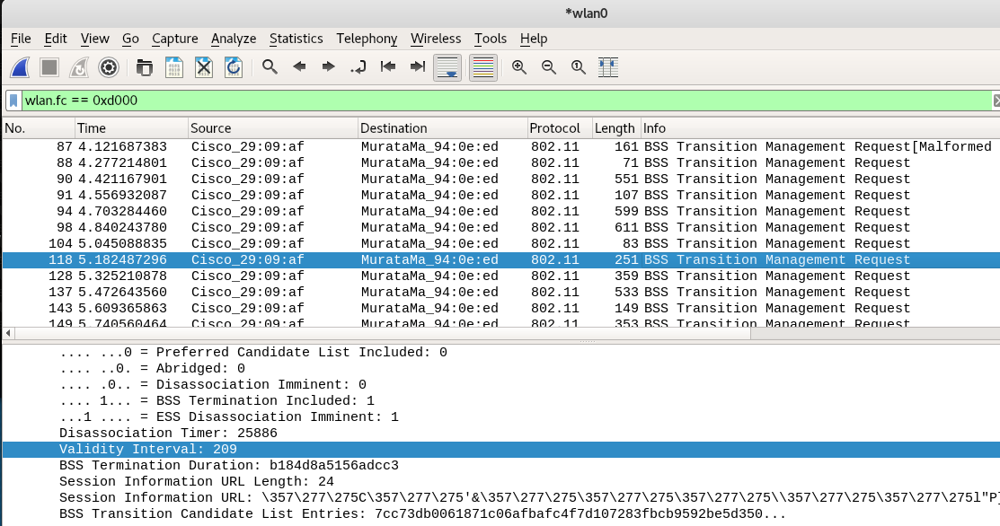 *wlan0
File Edit View Go Capture Analyze Statistics Telephony Wireless Tools Help
wlan.fc == 0xd000
No. Time Source Destination Protocol Length Info
87 4.121687383 Cisco_29:09:af MurataMa_94:0e:ed 802.11 161 BSS Transition Management Request[Malformed
88 4.277214801 Cisco_29:09:af MurataMa_94:0e:ed 802.11 71 BSS Transition Management Request
90 4.421167901 Cisco_29:09:af MurataMa_94:0e:ed 802.11 551 BSS Transition Management Request
91 4.556932087 Cisco_29:09:af MurataMa_94:0e:ed 802.11 107 BSS Transition Management Request
94 4.703284460 Cisco_29:09:af MurataMa_94:0e:ed 802.11 599 BSS Transition Management Request
98 4.840243780 Cisco_29:09:af MurataMa_94:0e:ed 802.11 611 BSS Transition Management Request
104 5.045088835 Cisco_29:09:af MurataMa_94:0e:ed 802.11 83 BSS Transition Management Request
118 5.182487296 Cisco_29:09:af MurataMa_94:0e:ed 802.11 251 BSS Transition Management Request
128 5.325210878 Cisco_29:09:af MurataMa_94:0e:ed 802.11 359 BSS Transition Management Request
137 5.472643560 Cisco_29:09:af MurataMa_94:0e:ed 802.11 533 BSS Transition Management Request
143 5.609365863 Cisco_29:09:af MurataMa_94:0e:ed 802.11 149 BSS Transition Management Request
149 5.740560464 Cisco_29:09:af MurataMa_94:0e:ed 802.11 353 BSS Transition Management Request
.... ...0 = Preferred Candidate List Included: 0
.... ..0. = Abridged: 0
.... .0.. = Disassociation Imminent: 0
.... 1... = BSS Termination Included: 1
...1 .... = ESS Disassociation Imminent: 1
Disassociation Timer: 25886
Validity Interval: 209
BSS Termination Duration: b184d8a5156adcc3
Session Information URL Length: 24
Session Information URL: \357\277\275C\357\277\275'&\357\277\275\357\277\275\357\277\275\\357\277\275\357\277\275l"Pl
BSS Transition Candidate List Entries: 7cc73db0061871c06afbafc4f7d107283fbcb9592be5d350...